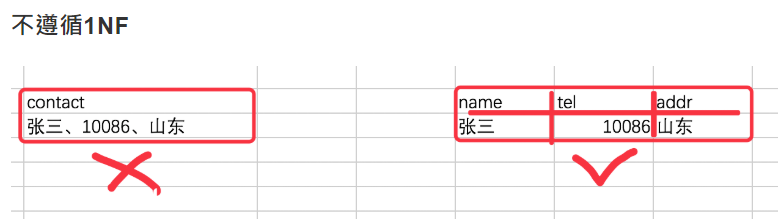 不遵循1NF
contact
张三、10086、山东
name tel addr
张三 10086 山东